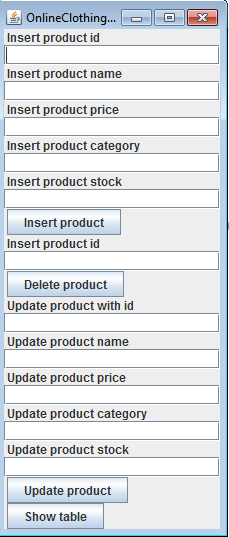 OnlineClothing...
Insert product id
Insert product name
Insert product price
Insert product category
Insert product stock
Insert product
Insert product id
Delete product
Update product with id
Update product name
Update product price
Update product category
Update product stock
Update product
Show table